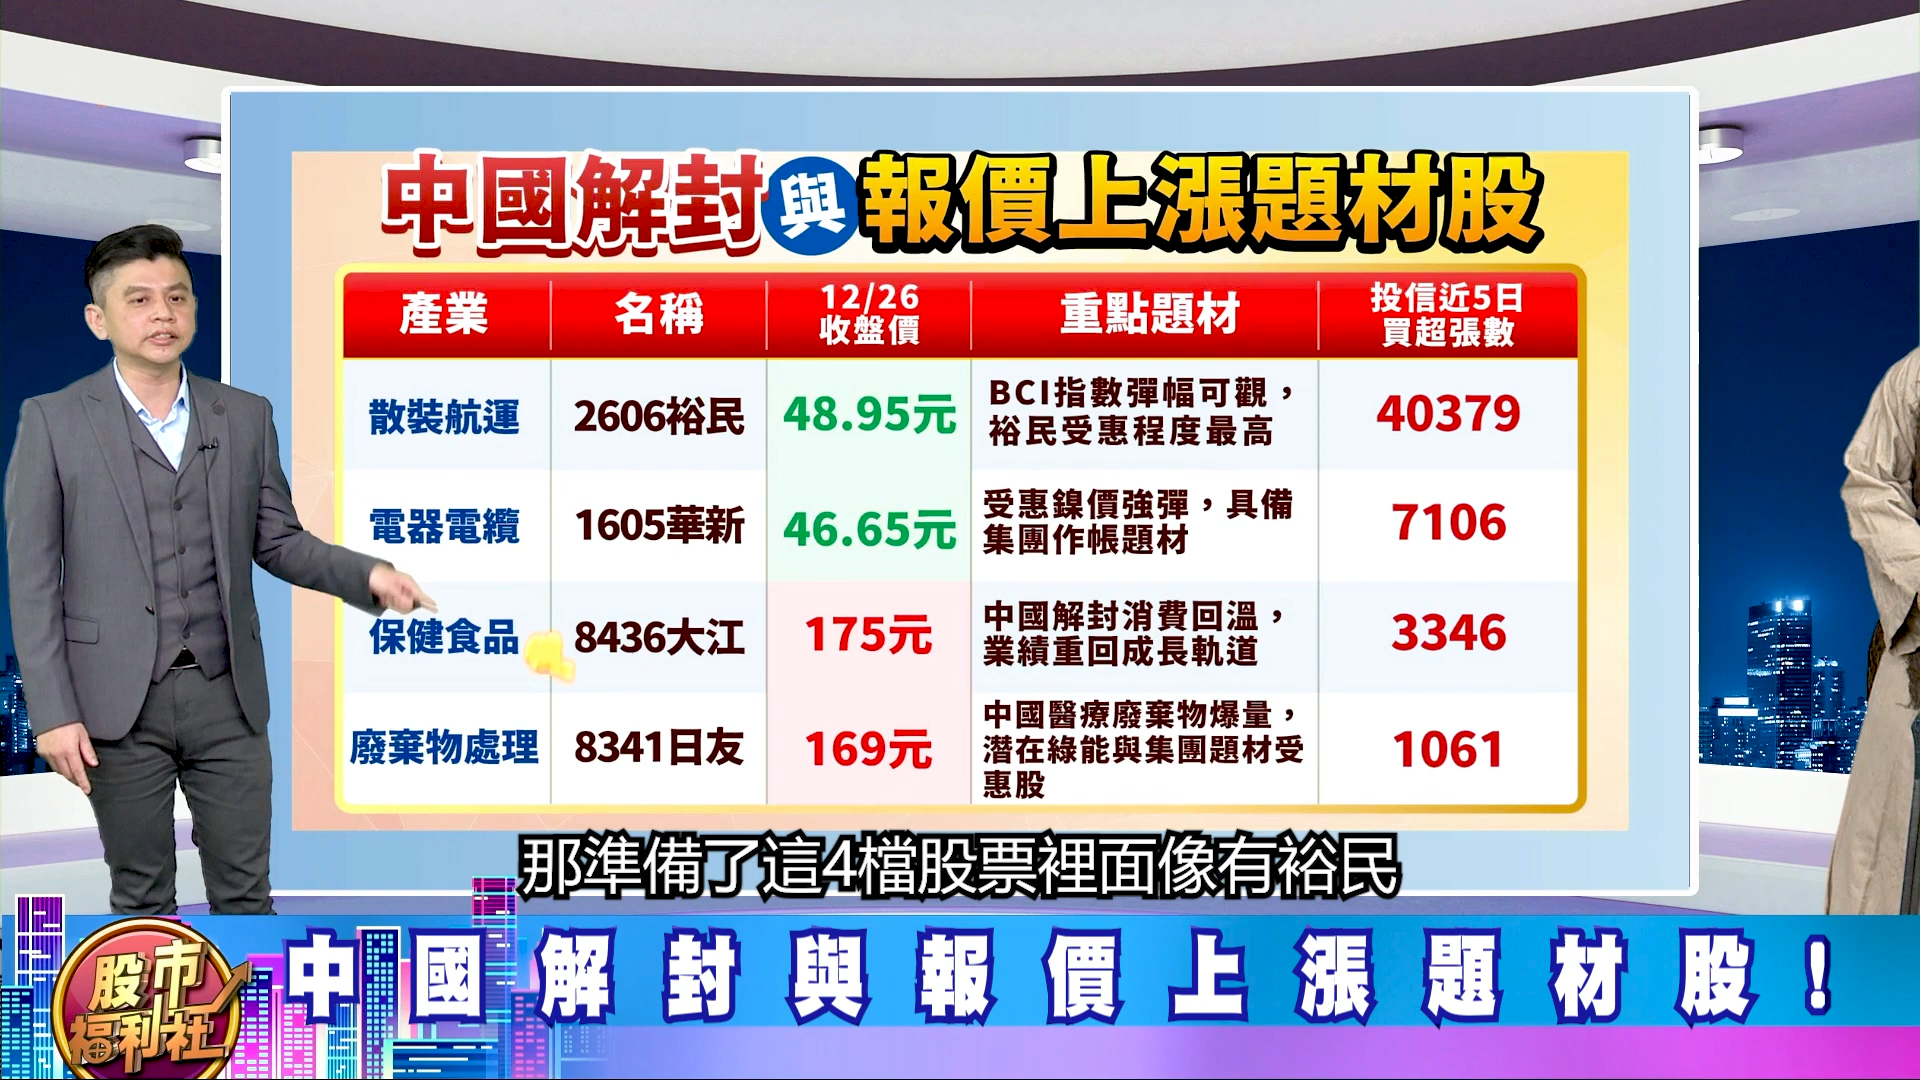 中國解封與報價上漲題材股
產業 名稱 12/26 收盤價 重點題材 投信近5日 買超張數
散裝航運 2606裕民 48.95元 BCI指數彈幅可觀， 40379
裕民受惠程度最高
電器電纜 1605華新 46.65元 受惠鎳價強彈，具備 7106
集團作帳題材
保健食品 8436大江 175元 中國解封消費回溫， 3346
業績重回成長軌道
廢棄物處理 8341日友 169元 中國醫療廢棄物爆量， 1061
潛在綠能與集團題材受
惠股
那準備了這4檔股票裡面像有裕民
中國解封與報價上漲題材股！
股市
福利社